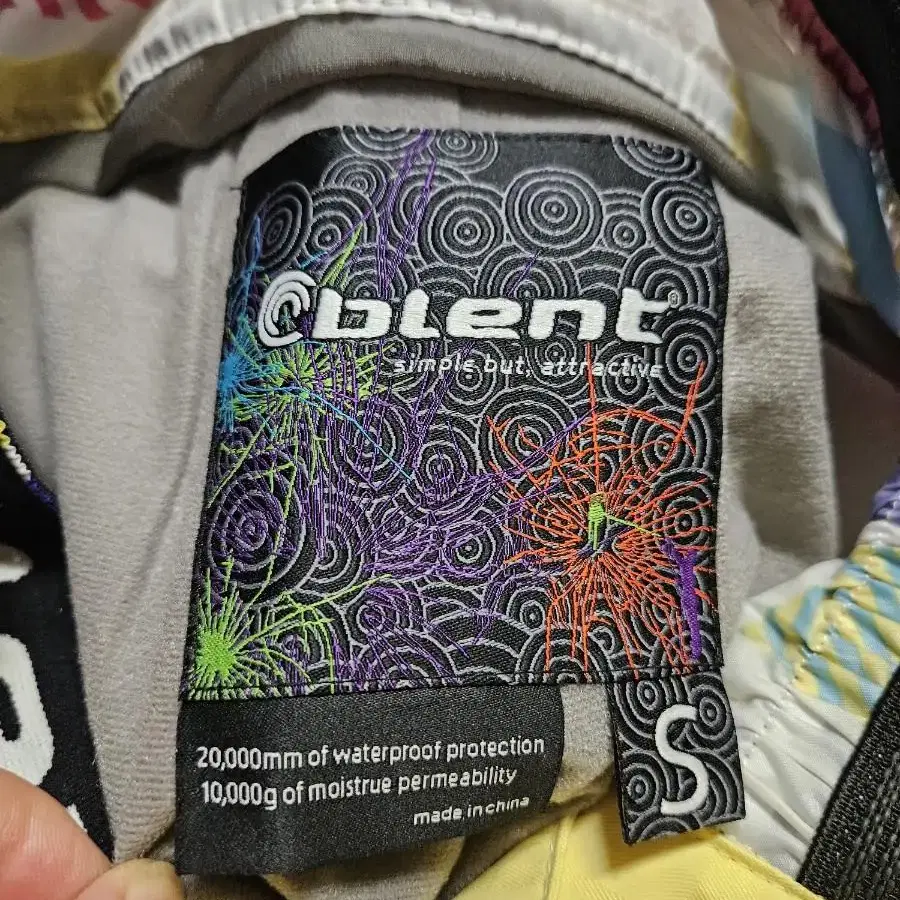 blent®
simple but, attractive
20,000mm of waterproof protection
10,000g of moistrue permeability
made in china
S